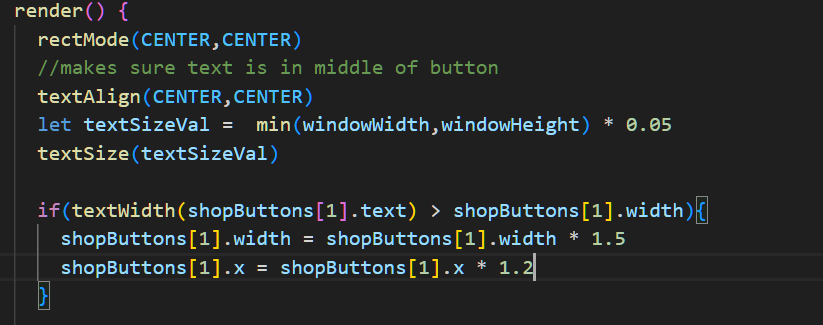 render() {
rectMode(CENTER,CENTER)
//makes sure text is in middle of button
textAlign(CENTER,CENTER)
let textSizeVal =  min(windowWidth,windowHeight) * 0.05
textSize(textSizeVal)
if(textWidth(shopButtons[1].text) > shopButtons[1].width){
shopButtons[1].width = shopButtons[1].width * 1.5
shopButtons[1].x = shopButtons[1].x * 1.2
}